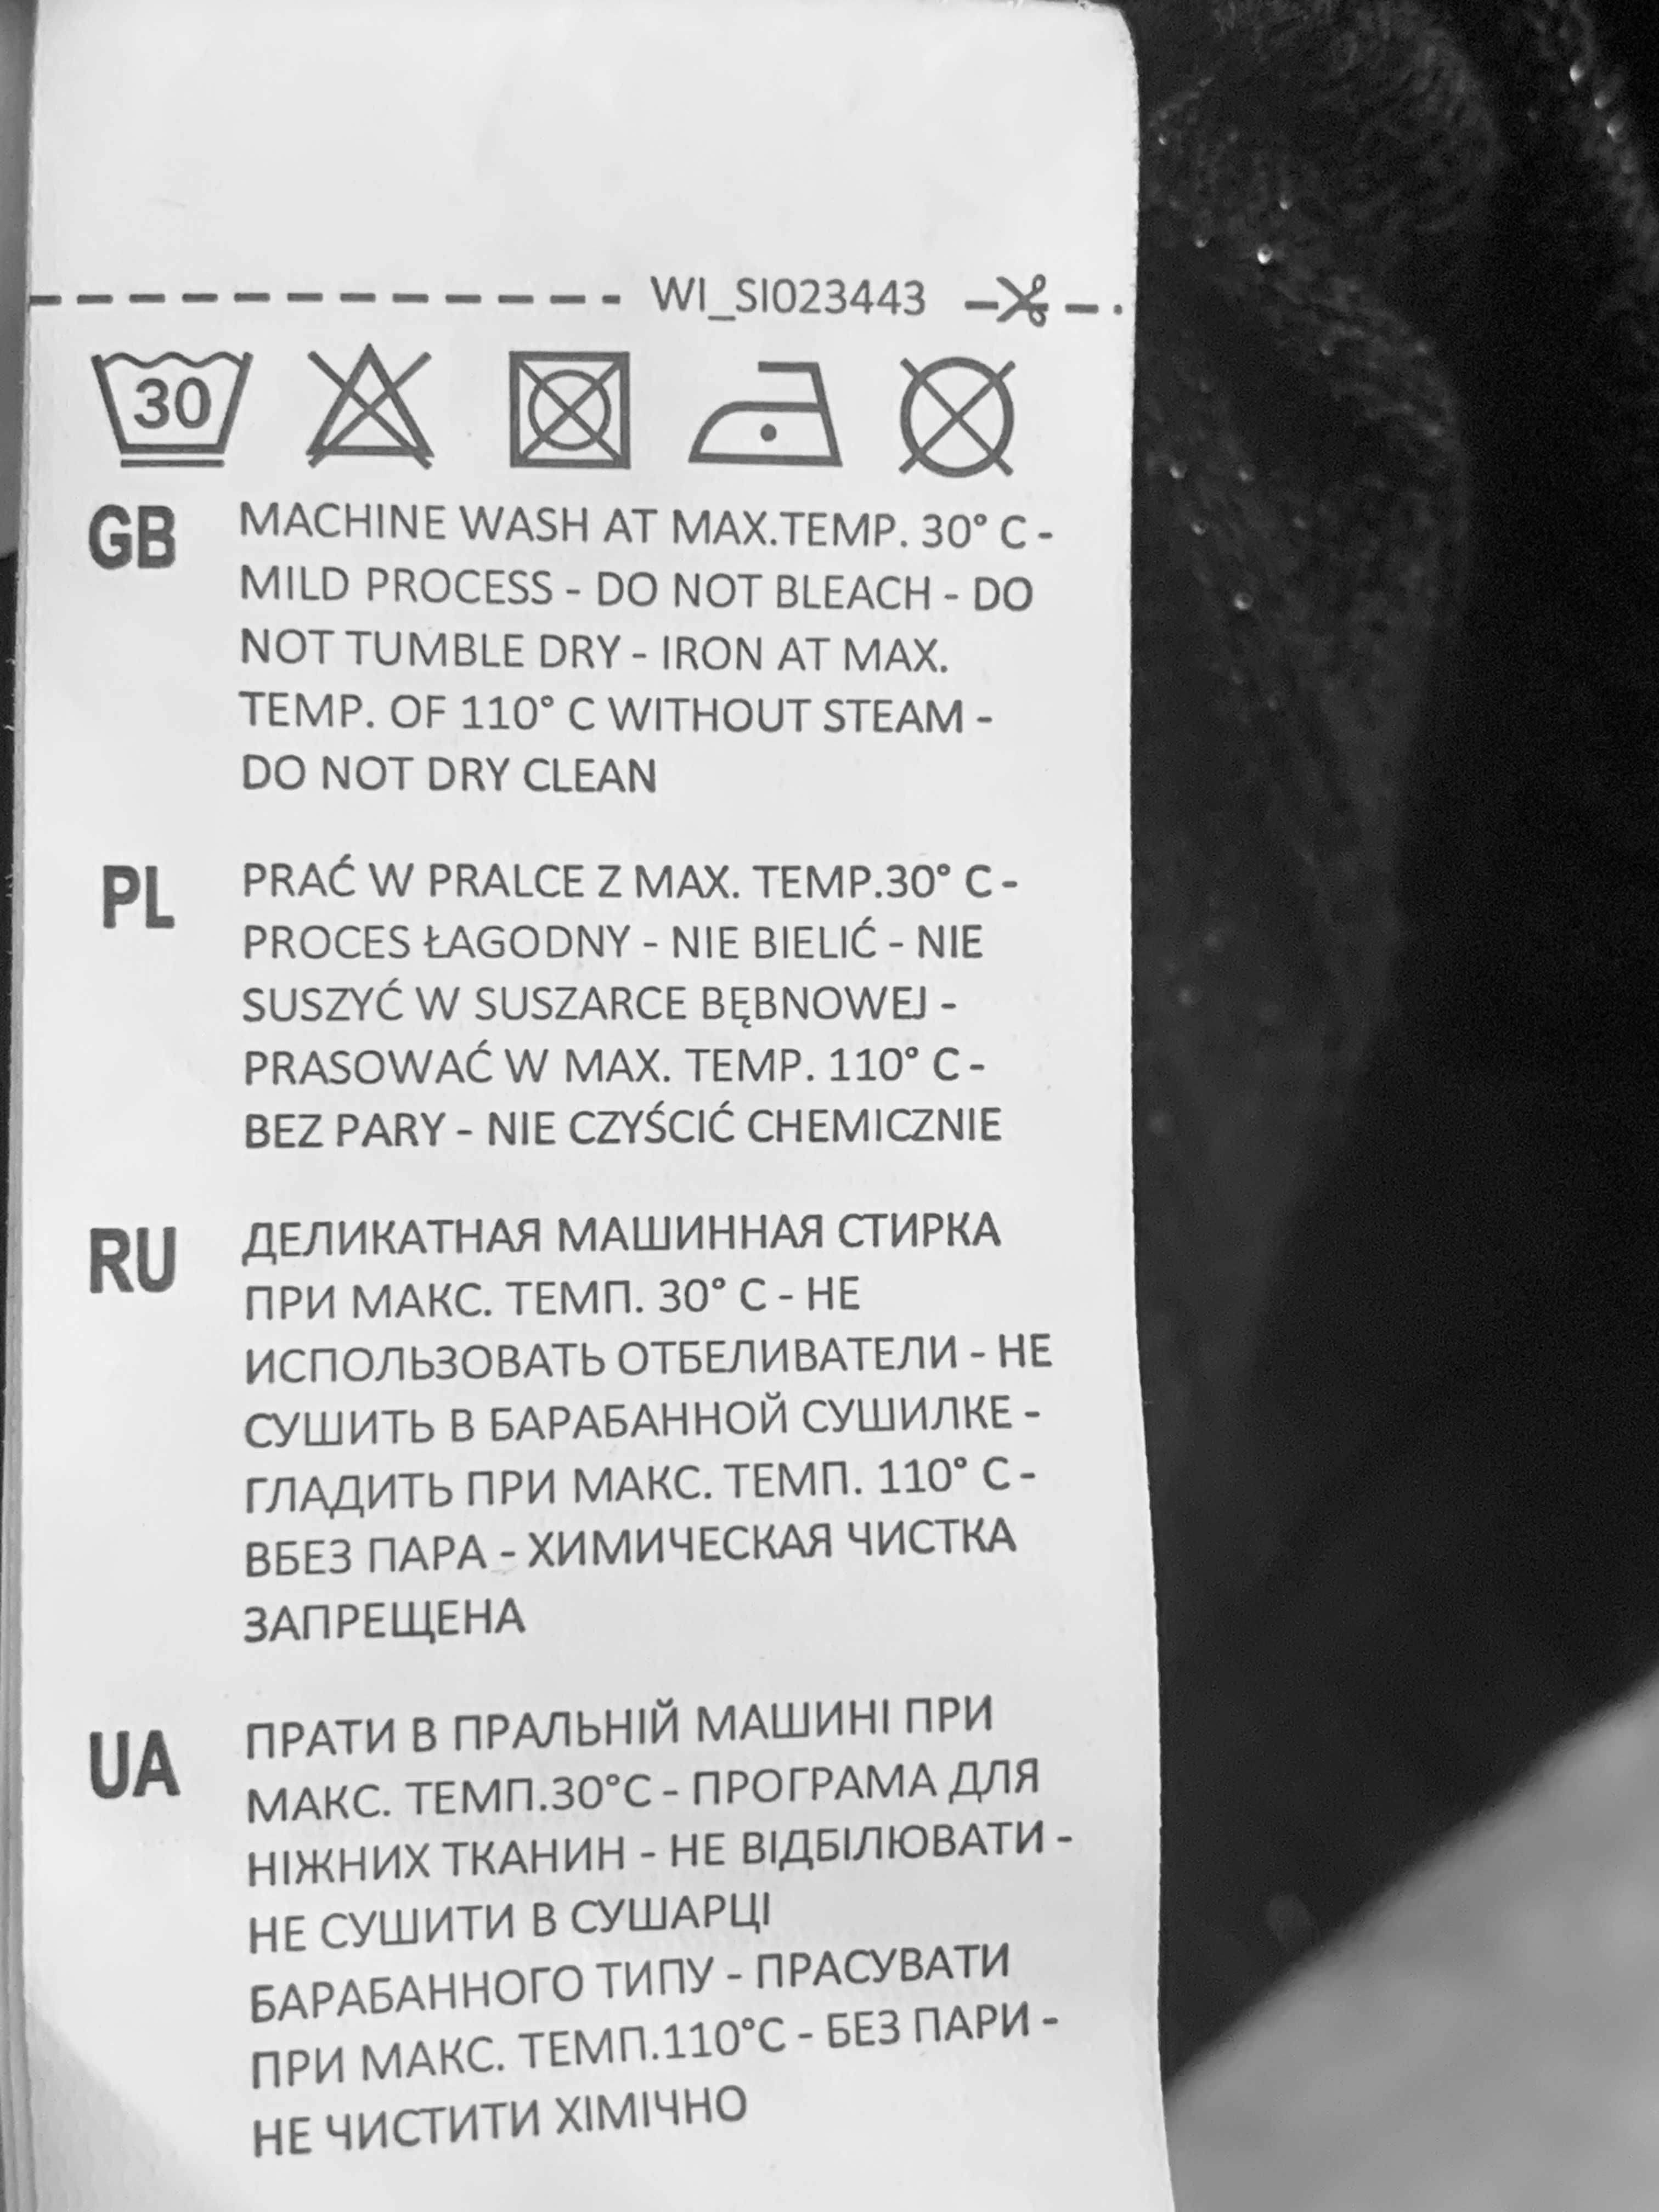 WI_SI023443
30
GB MACHINE WASH AT MAX.TEMP. 30° C -
MILD PROCESS - DO NOT BLEACH - DO
NOT TUMBLE DRY - IRON AT MAX.
TEMP. OF 110° C WITHOUT STEAM -
DO NOT DRY CLEAN
PL PRAĆ W PRALCE Z MAX. TEMP.30° C -
PROCES ŁAGODNY - NIE BIELIĆ - NIE
SUSZYĆ W SUSZARCE BĘBNOWEJ -
PRASOWAĆ W MAX. TEMP. 110° C -
BEZ PARY - NIE CZYŚCIĆ CHEMICZNIE
RU ДЕЛИКАТНАЯ МАШИННАЯ СТИРКА
ПРИ МАКС. ТЕМП. 30° C - НЕ
ИСПОЛЬЗОВАТЬ ОТБЕЛИВАТЕЛИ - НЕ
СУШИТЬ В БАРАБАННОЙ СУШИЛКЕ -
ГЛАДИТЬ ПРИ МАКС. ТЕМП. 110° C -
ВБЕЗ ПАРА - ХИМИЧЕСКАЯ ЧИСТКА
ЗАПРЕЩЕНА
UA ПРАТИ В ПРАЛЬНІЙ МАШИНІ ПРИ
МАКС. ТЕМП.30°C - ПРОГРАМА ДЛЯ
НІЖНИХ ТКАНИН - НЕ ВІДБІЛЮВАТИ -
НЕ СУШИТИ В СУШАРЦІ
БАРАБАННОГО ТИПУ - ПРАСУВАТИ
ПРИ МАКС. ТЕМП.110°C - БЕЗ ПАРИ -
НЕ ЧИСТИТИ ХІМІЧНО